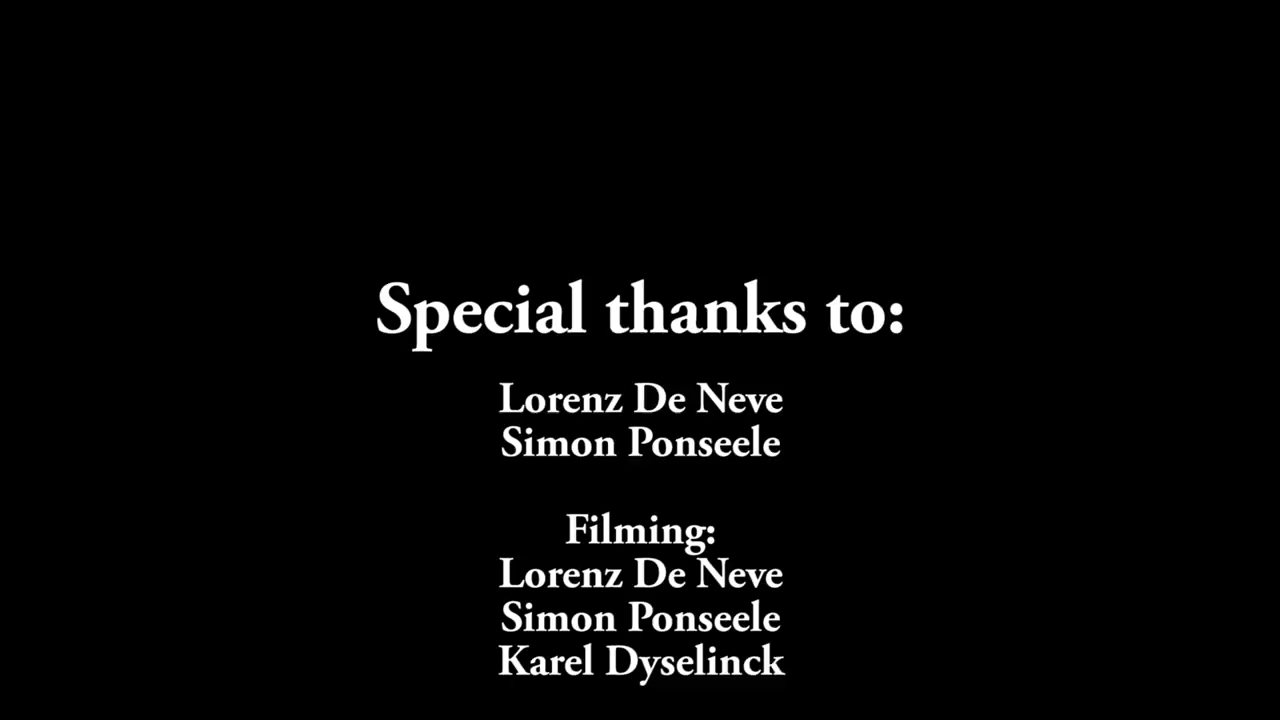 Special thanks to:
Lorenz De Neve
Simon Ponseele
Filming:
Lorenz De Neve
Simon Ponseele
Karel Dyselinck